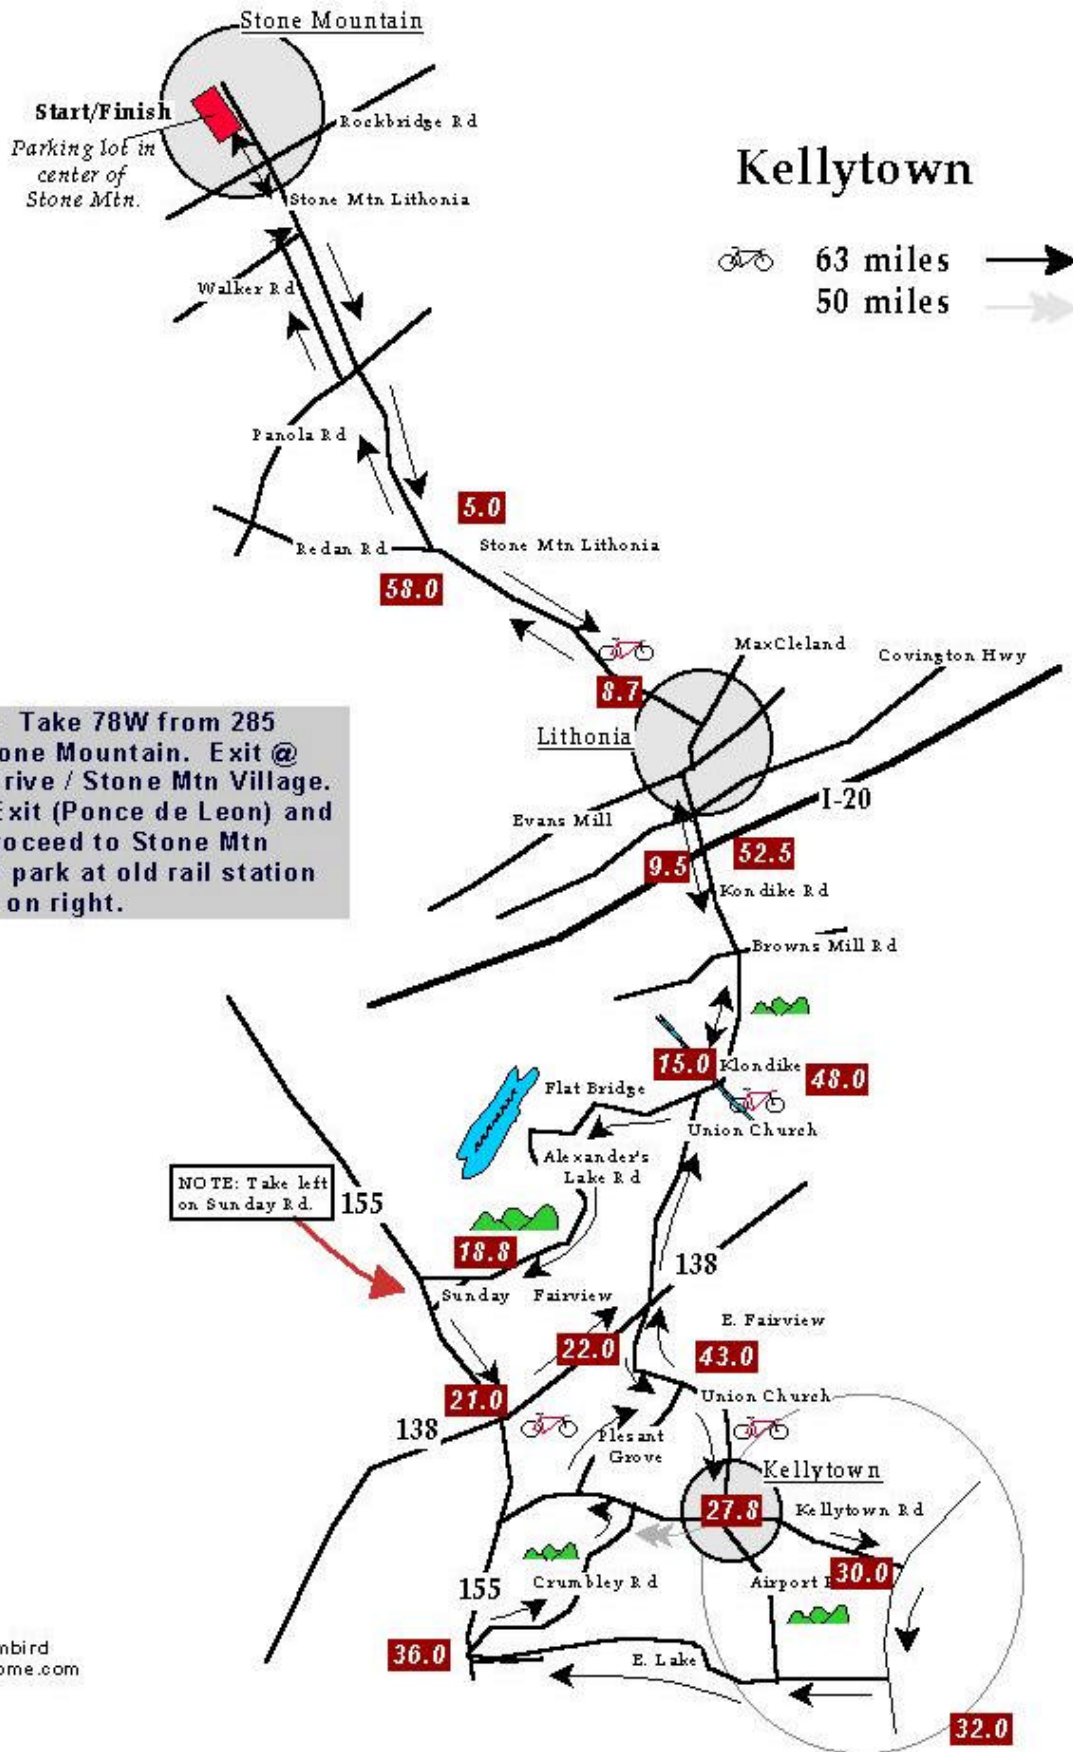 Stone Mountain
Start/Finish
Parking lot in
center of
Stone Mtn.
Rockbridge Rd
Stone Mtn Lithonia
Kellytown
63 miles
50 miles
Walker Rd
Panola Rd
5.0
Redan Rd
Stone Mtn Lithonia
58.0
MaxCleland
Covington Hwy
8.7
Lithonia
Take 78W from 285
one Mountain. Exit @
rive / Stone Mtn Village.
Exit (Ponce de Leon) and
oceed to Stone Mtn
park at old rail station
on right.
I-20
Evans Mill
52.5
9.5
Kondike Rd
Browns Mill Rd
15.0
Klondike
48.0
Flat Bridge
Union Church
Alexander's
Lake Rd
NOTE: Take left
on Sunday Rd.
155
18.8
138
Sunday
Fairview
E. Fairview
22.0
43.0
21.0
Union Church
138
Plesant
Grove
Kellytown
27.8
Kellytown Rd
30.0
Crumbley Rd
Airport
155
36.0
E. Lake
mbird
ome.com
32.0